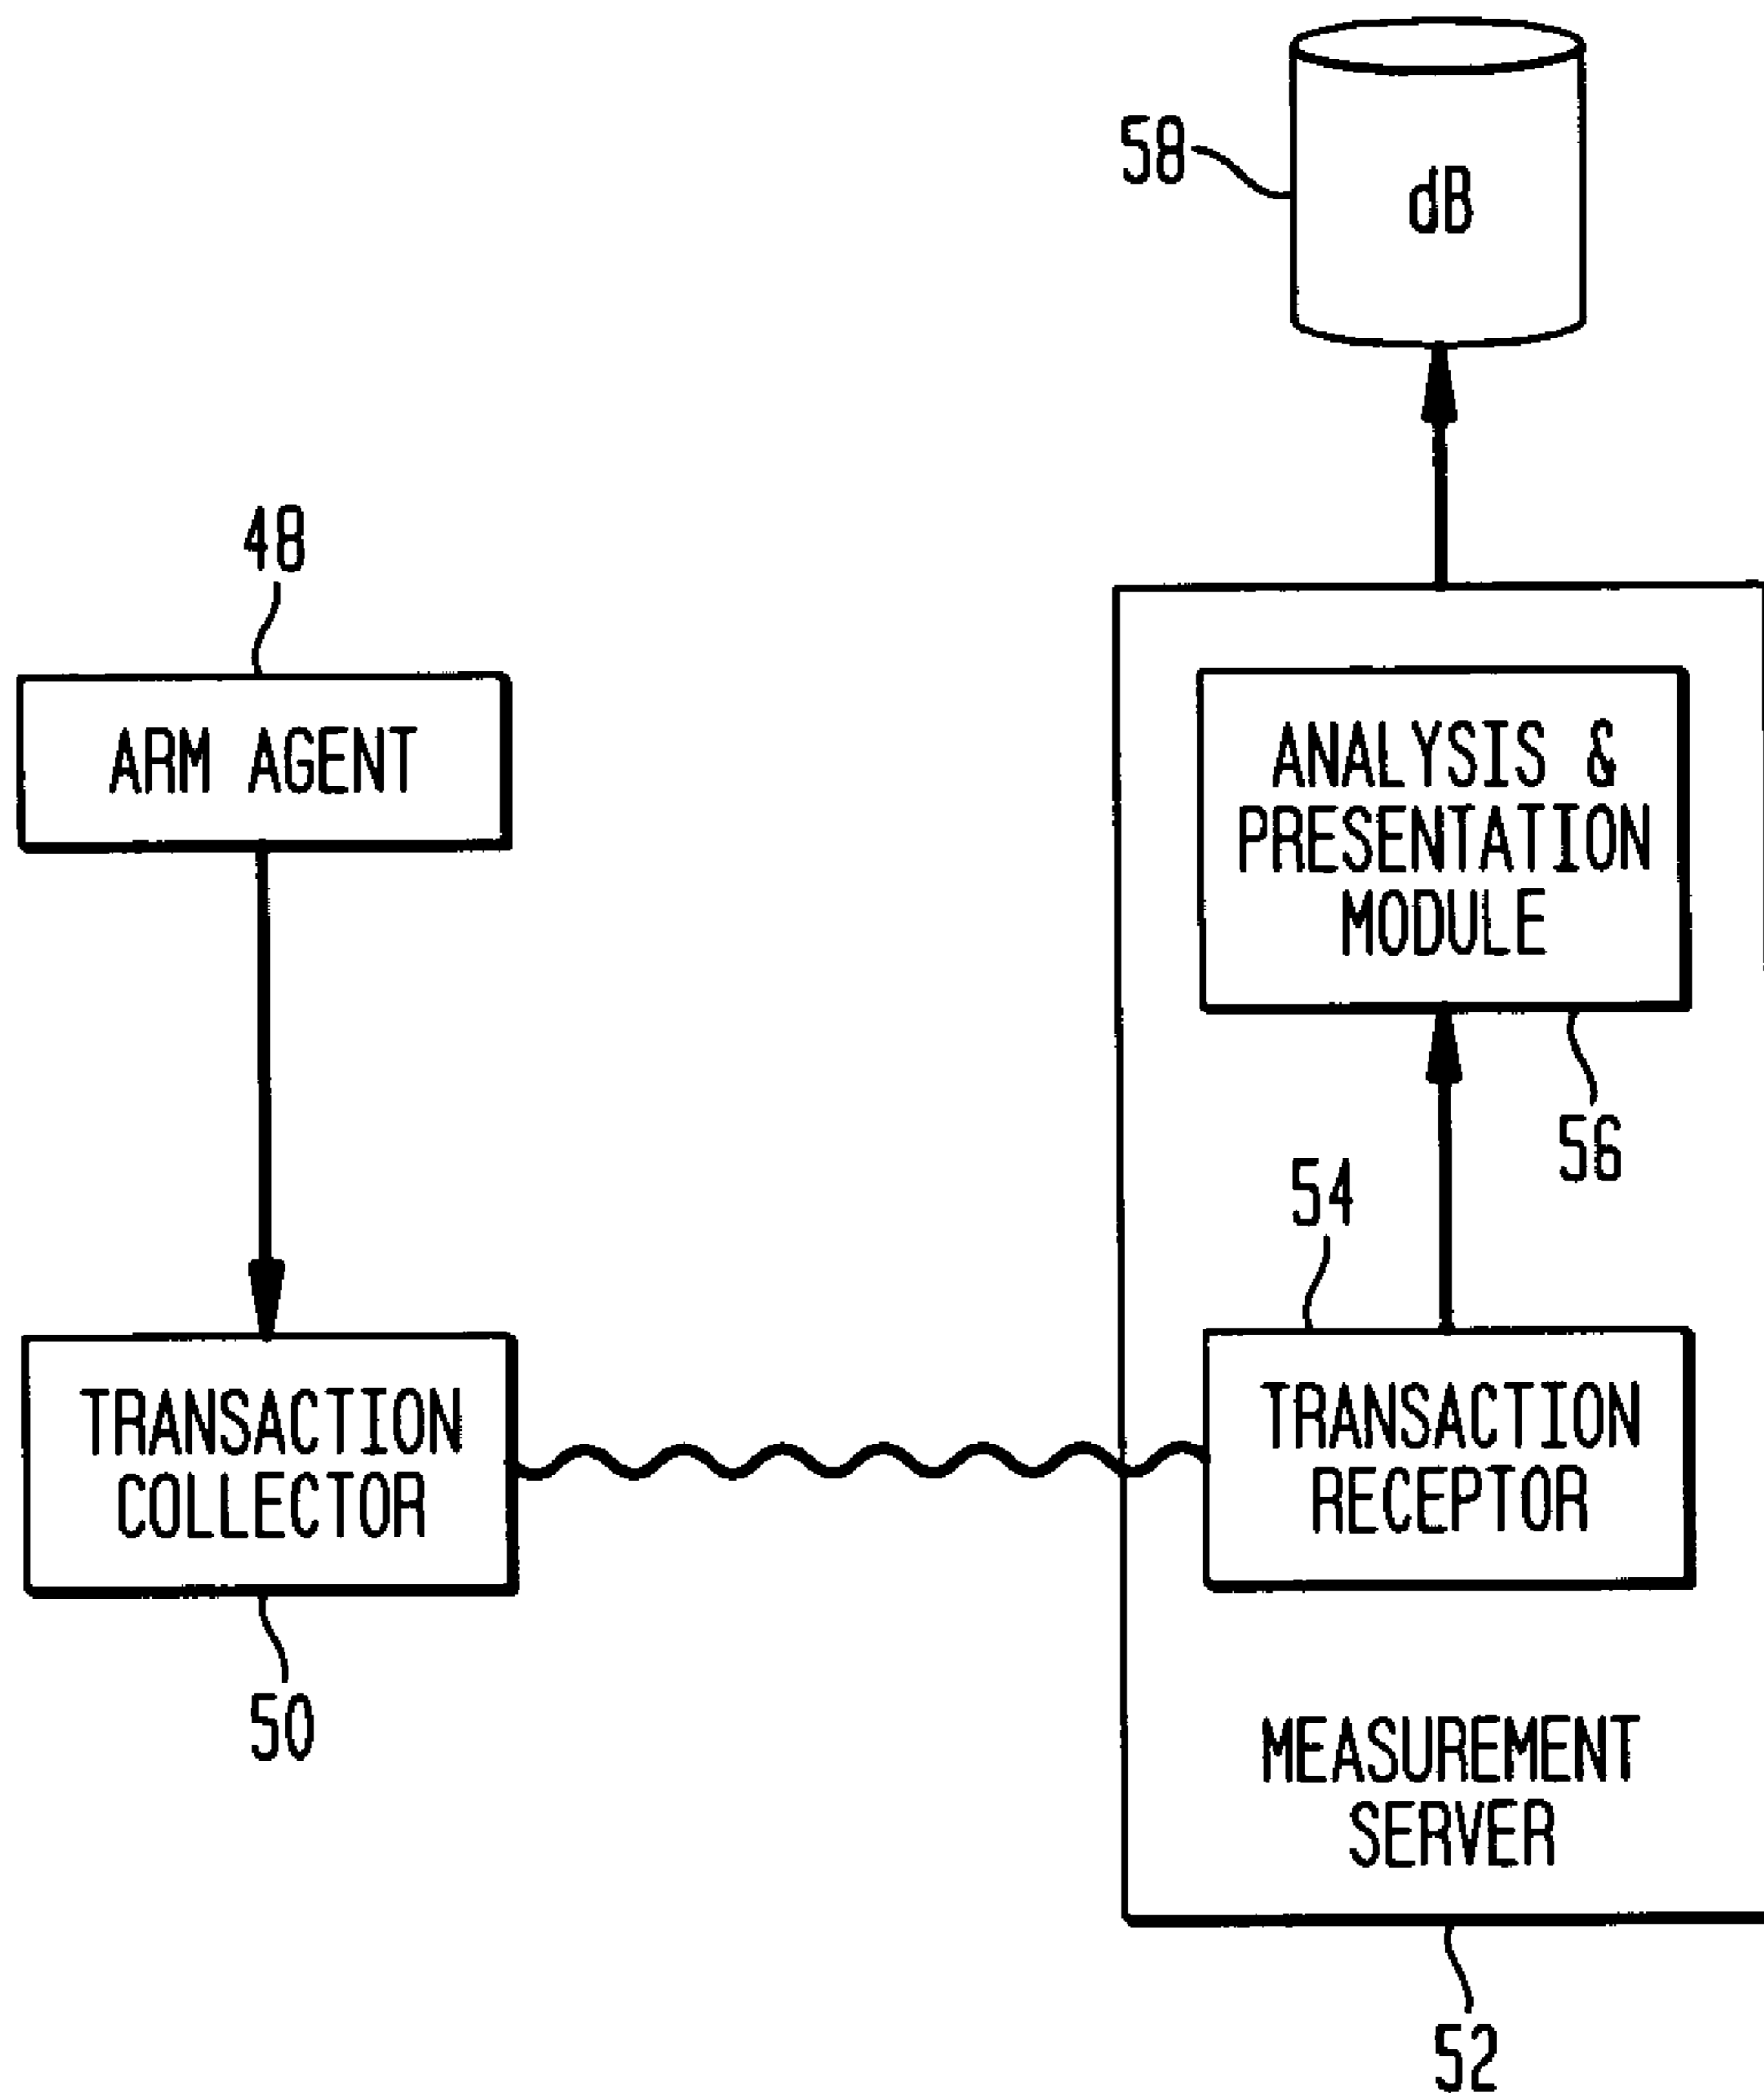 58
dB
48
ARM AGENT
ANALYSIS &
PRESENTATION
MODULE
56
54
TRANSACTION
COLLECTOR
TRANSACTION
RECEPTOR
50
MEASUREMENT
SERVER
52